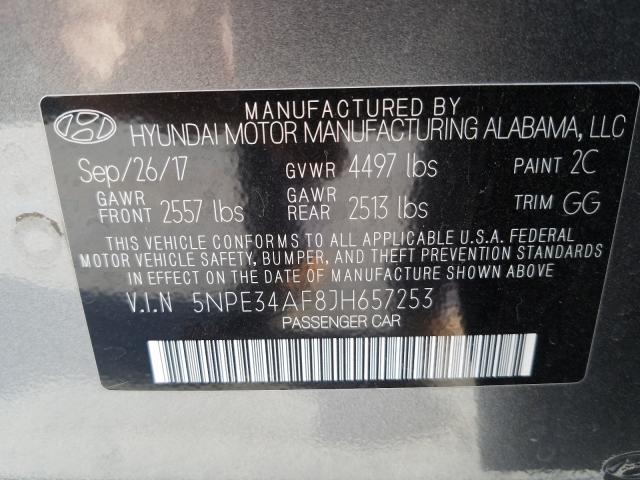 MANUFACTURED BY
HYUNDAI MOTOR MANUFACTURING ALABAMA, LLC
Sep/26/17 GVWR 4497 lbs PAINT 2C
GAWR FRONT 2557 lbs GAWR REAR 2513 lbs TRIM GG
THIS VEHICLE CONFORMS TO ALL APPLICABLE U.S.A. FEDERAL
MOTOR VEHICLE SAFETY, BUMPER, AND THEFT PREVENTION STANDARDS
IN EFFECT ON THE DATE OF MANUFACTURE SHOWN ABOVE
V.I.N 5NPE34AF8JH657253
PASSENGER CAR